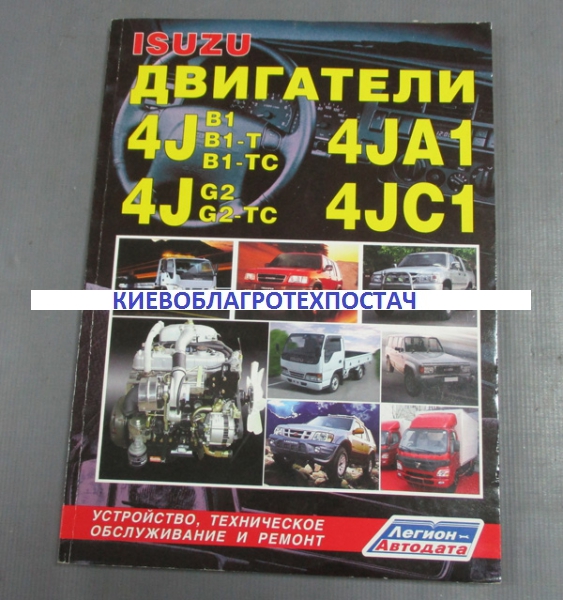 ISUZU
ДВИГАТЕЛИ
4J B1 B1-T B1-TC 4JA1
4J G2 G2-TC 4JC1
КИЕВОБЛАГРОТЕХПОСТАЧ
УСТРОЙСТВО, ТЕХНИЧЕСКОЕ
ОБСЛУЖИВАНИЕ И РЕМОНТ
Легион
Автодата